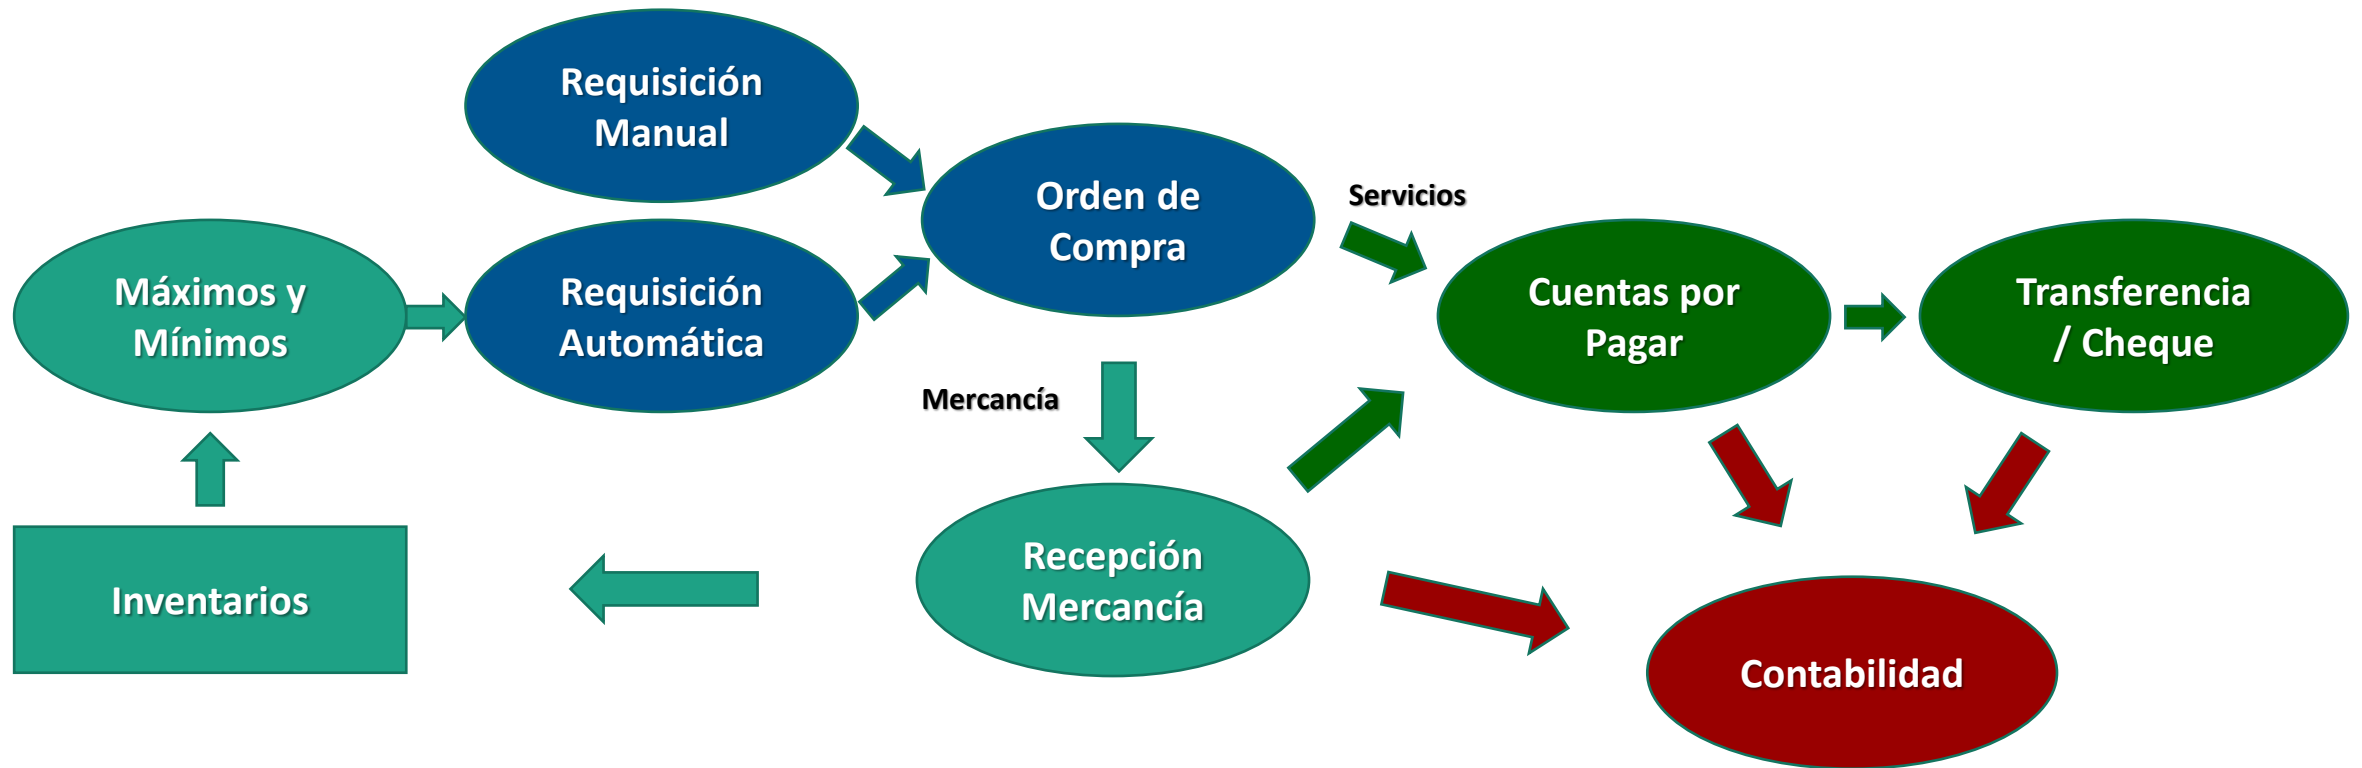 Requisición
Manual
Orden de
Compra
Servicios
Máximos y
Mínimos
Requisición
Automática
Cuentas por
Pagar
Transferencia
/ Cheque
Mercancía
Recepción
Mercancía
Inventarios
Contabilidad